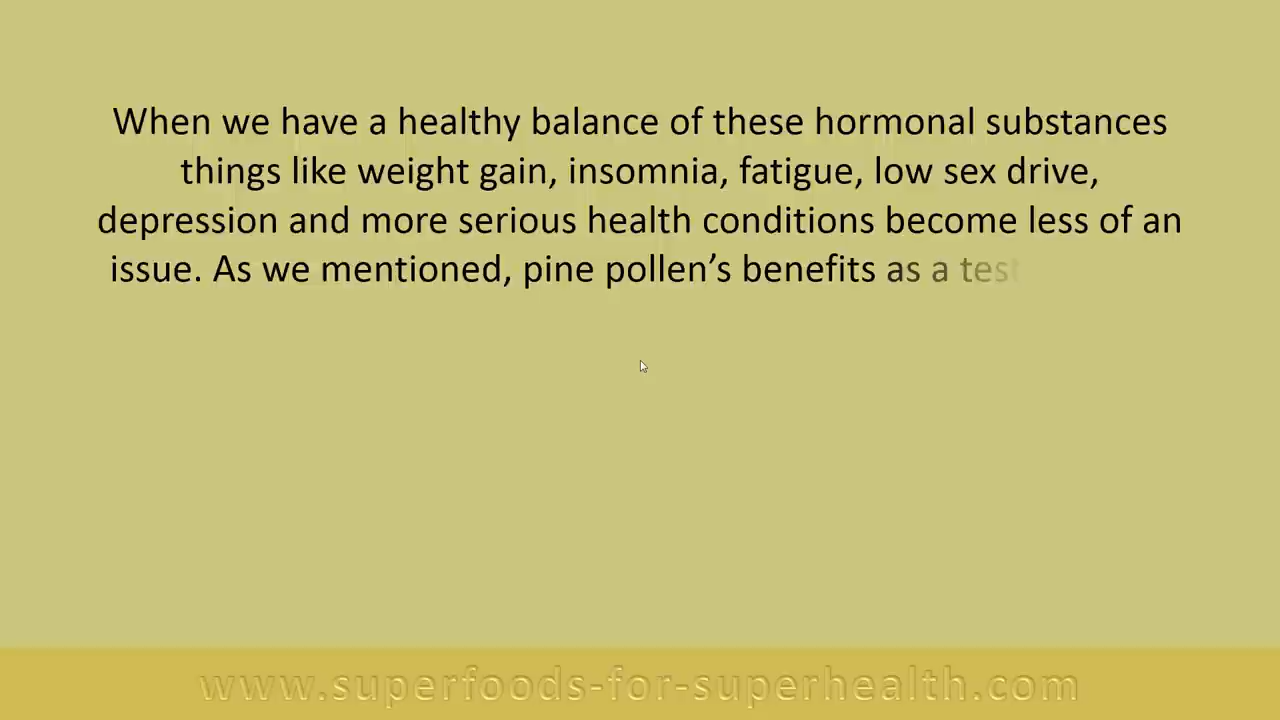 When we have a healthy balance of these hormonal substances
things like weight gain, insomnia, fatigue, low sex drive,
depression and more serious health conditions become less of an
issue. As we mentioned, pine pollen’s benefits as a test
www.superfoods-for-superhealth.com